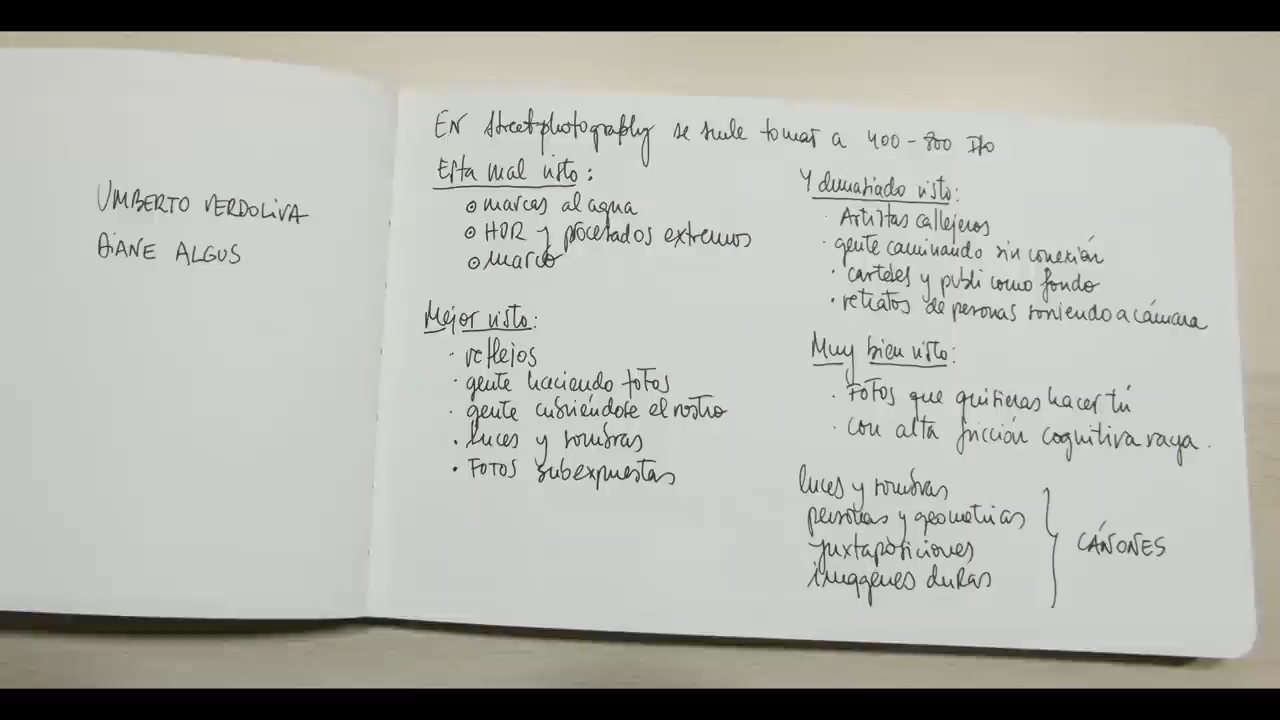 UMBERTO VERDOLIVA
DIANE ALGUS
EN Streetphotography se suele tomar a 400-800 ISO
Esta mal visto:
marcas al agua
HDR y procesados extremos
marco
Mejor visto:
reflejos
gente haciendo fotos
gente cubriéndose el rostro
luces y sombras
FOTOS subexpuestas
Y demasiado visto:
Artistas callejeros
gente caminando sin conexión
carteles y publi como fondo
retratos de personas sonriendo a cámara
Muy bien visto:
FOTOS que quisieras hacer tú
con alta fricción cognitiva
luces y sombras
personas y geometrias
yuxtaposiciones
imágenes duras
CÁNONES